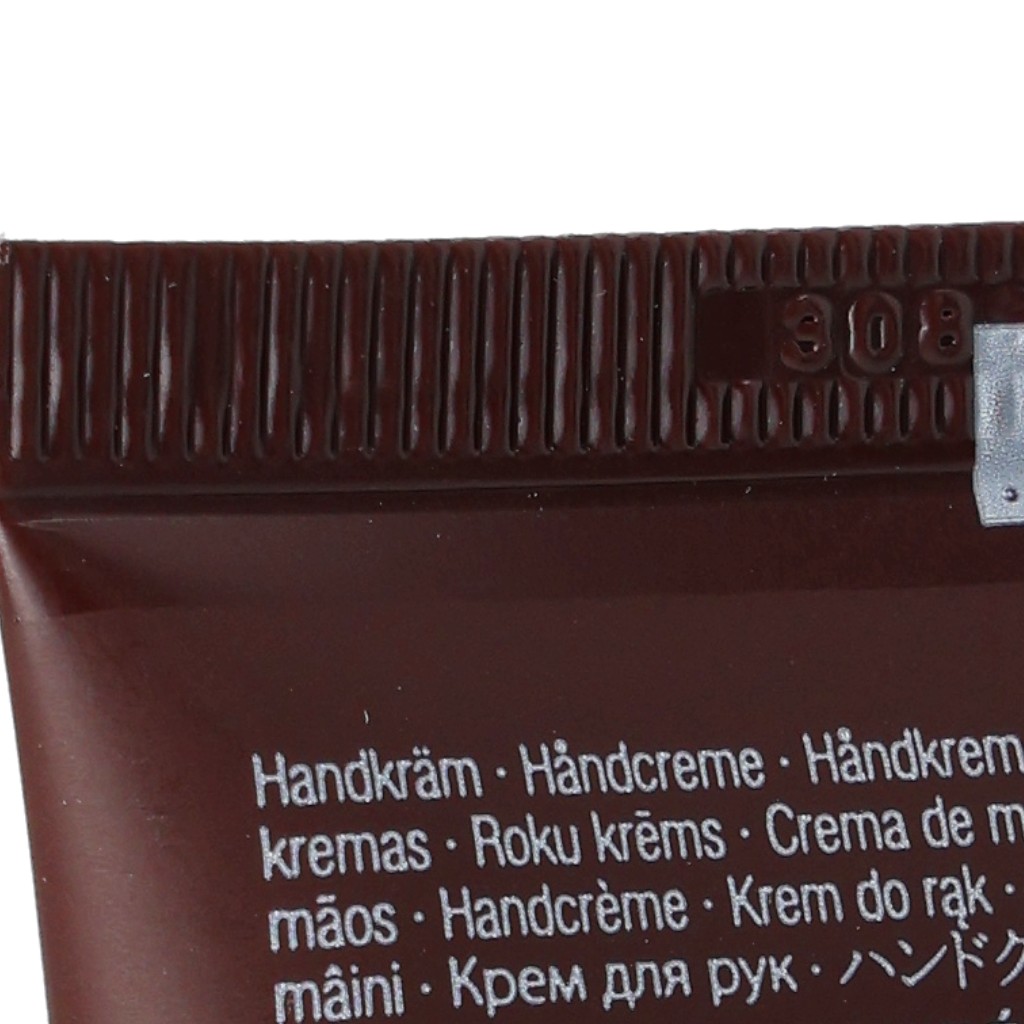 308
Handkräm · Håndcreme · Håndkrem
kremas · Roku krēms · Crema de
mãos · Handcrème · Krem do rąk ·
mâini · Крем для рук · ハンドク